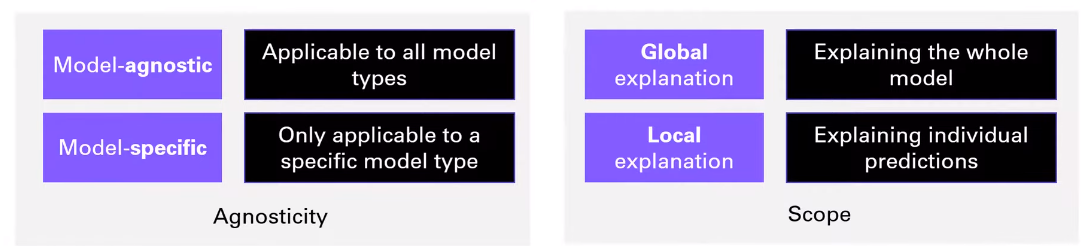 Model-agnostic
Applicable to all model
types
Model-specific
Only applicable to a
specific model type
Agnosticity
Global
explanation
Explaining the whole
model
Local
explanation
Explaining individual
predictions
Scope